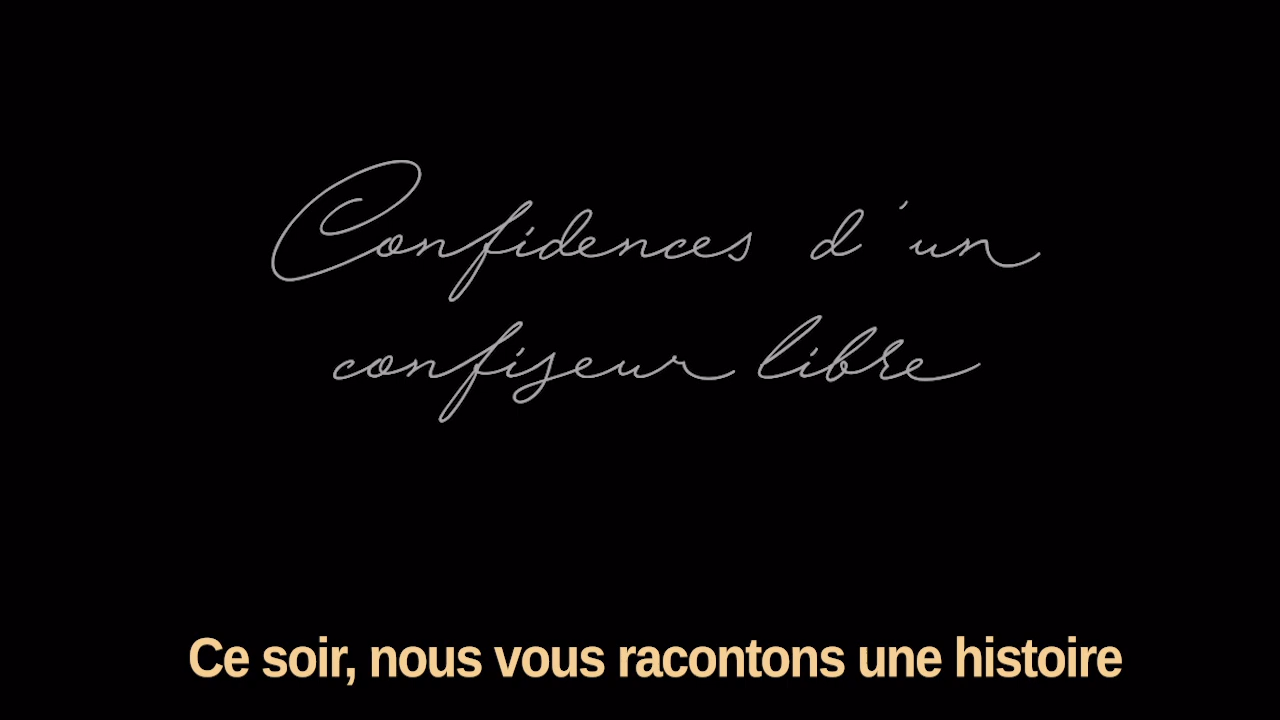 Confidences d'un
confiseur libre
Ce soir, nous vous racontons une histoire